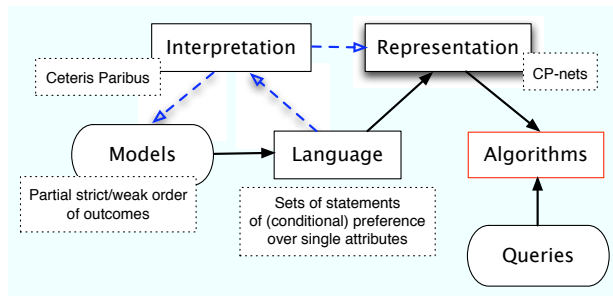 Interpretation
Representation
Ceteris Paribus
CP-nets
Models
Language
Algorithms
Partial strict/weak order
of outcomes
Sets of statements
of (conditional) preference
over single attributes
Queries